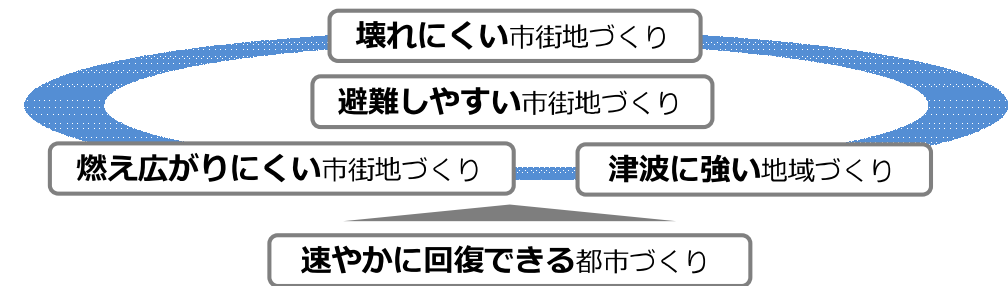 壊れにくい市街地づくり
避難しやすい市街地づくり
燃え広がりにくい市街地づくり
津波に強い地域づくり
速やかに回復できる都市づくり